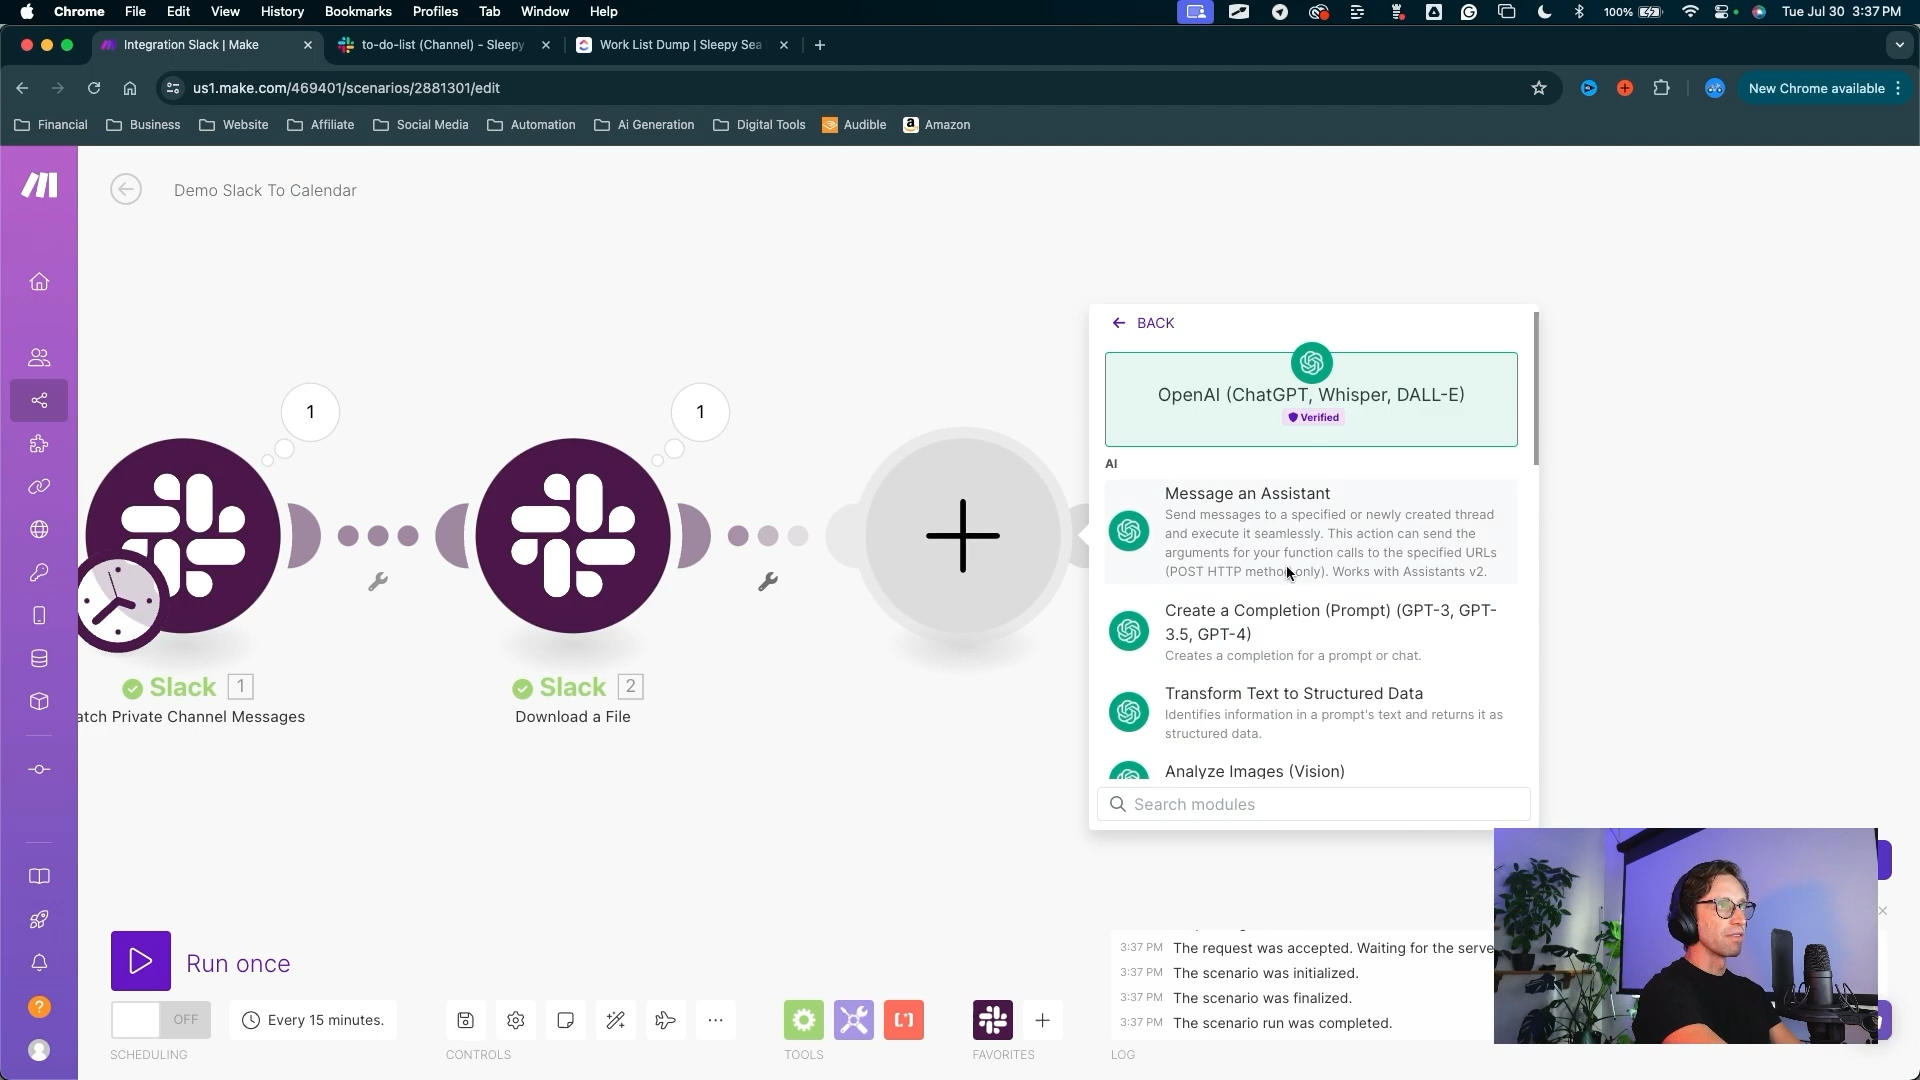 Chrome File Edit View History Bookmarks Profiles Tab Window Help
100%
Tue Jul 30 3:37 PM
Integration Slack | Make
to-do-list (Channel) - Sleepy
Work List Dump | Sleepy Sea
us1.make.com/469401/scenarios/2881301/edit
New Chrome available
Financial Business Website Affiliate Social Media Automation Ai Generation Digital Tools Audible Amazon
Demo Slack To Calendar
BACK
OpenAI (ChatGPT, Whisper, DALL-E)
Verified
AI
Message an Assistant
Send messages to a specified or newly created thread
and execute it seamlessly. This action can send the
arguments for your function calls to the specified URLs
(POST HTTP method only). Works with Assistants v2.
Create a Completion (Prompt) (GPT-3, GPT-
3.5, GPT-4)
Creates a completion for a prompt or chat.
Transform Text to Structured Data
Identifies information in a prompt's text and returns it as
structured data.
Analyze Images (Vision)
Search modules
1
1
Slack 1
atch Private Channel Messages
Slack 2
Download a File
Run once
OFF
Every 15 minutes.
SCHEDULING
CONTROLS
TOOLS
FAVORITES
LOG
3:37 PM The request was accepted. Waiting for the serve
3:37 PM The scenario was initialized.
3:37 PM The scenario was finalized.
3:37 PM The scenario run was completed.